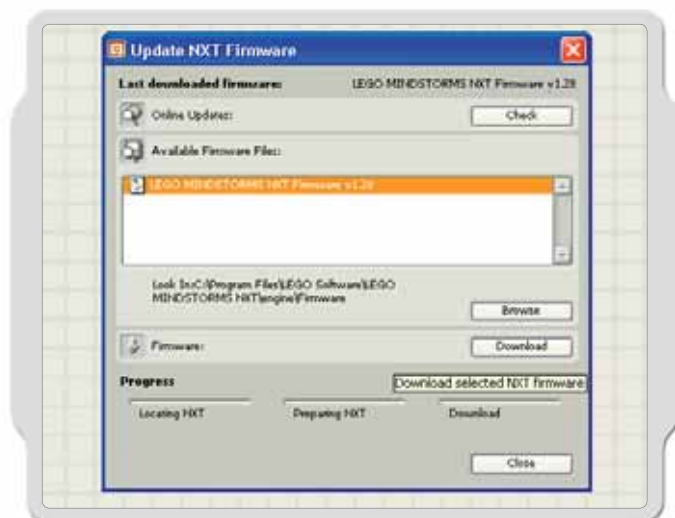 Update NXT Firmware
Last downloaded firmware: LEGO MINDSTORMS NXT Firmware v1.28
Online Updates: Check
Available Firmware Files:
LEGO MINDSTORMS NXT Firmware v1.28
Look In:C:\Program Files\LEGO Software\LEGO
MINDSTORMS NXT\engine\Firmware
Browse
Firmware: Download
Progress
Download selected NXT firmware
Locating NXT Preparing NXT Download
Close